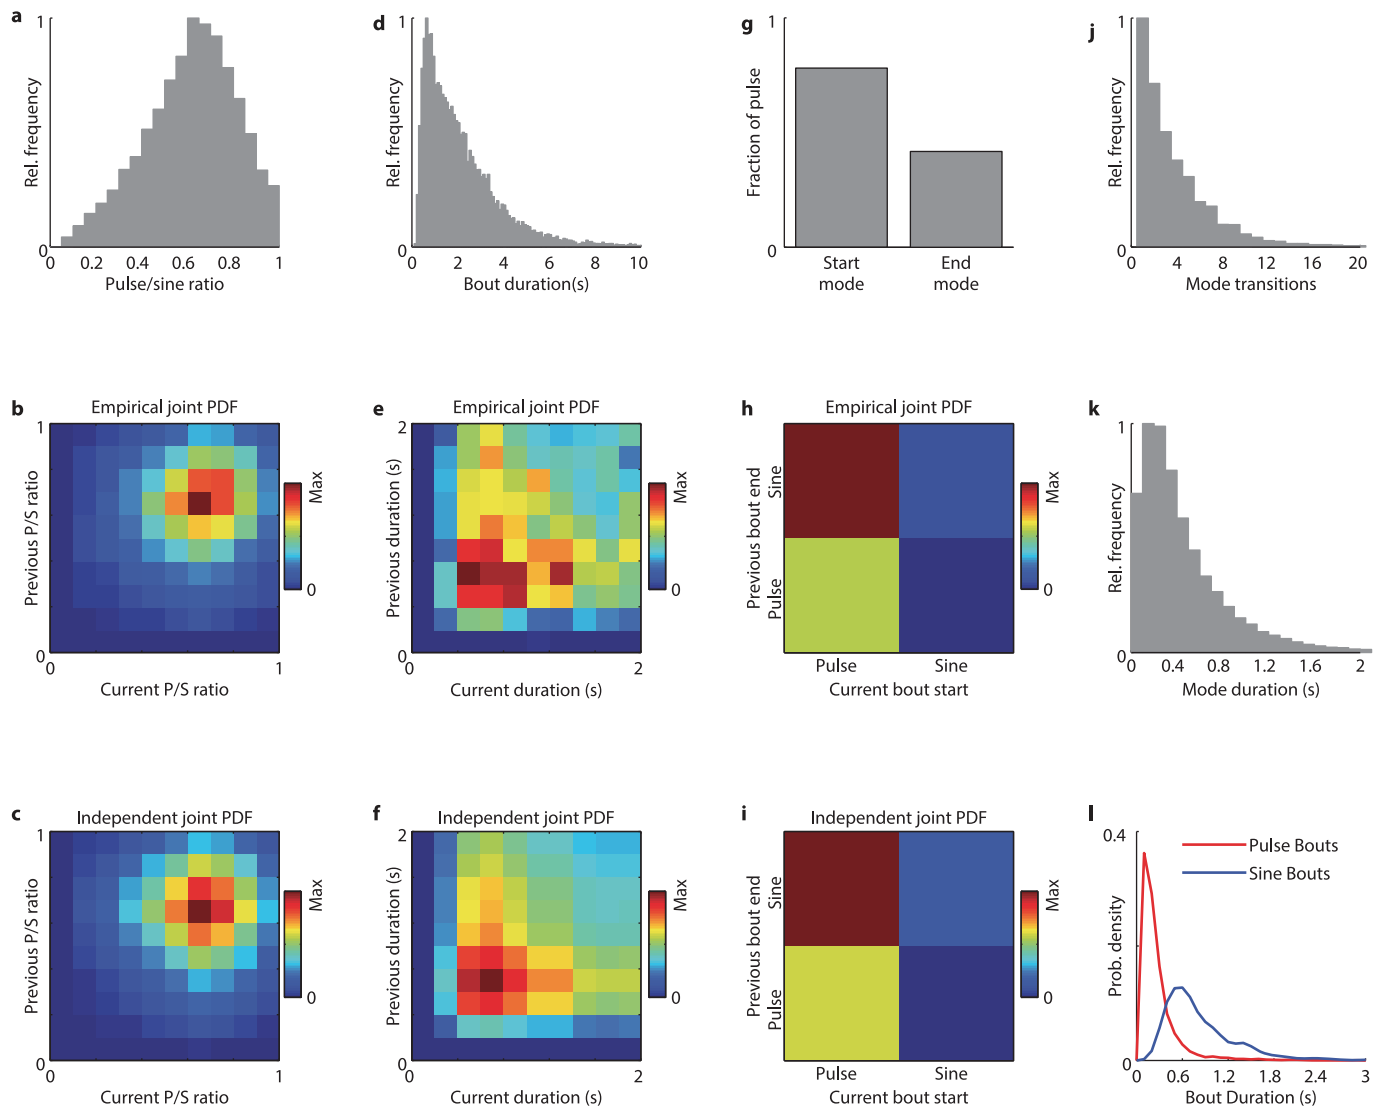 a
1
Rel. frequency
0
0 0.2 0.4 0.6 0.8 1
Pulse/sine ratio
d
1
Rel. frequency
0
0 2 4 6 8 10
Bout duration(s)
g
1
Fraction of pulse
0
Start mode
End mode
j
1
Rel. frequency
0
0 4 8 12 16 20
Mode transitions
b
Empirical joint PDF
1
Previous P/S ratio
0
0 1
Current P/S ratio
Max
0
e
Empirical joint PDF
2
Previous duration (s)
0
0 2
Current duration (s)
Max
0
h
Empirical joint PDF
Previous bout end
Pulse Sine
Pulse Sine
Current bout start
Max
0
k
1
Rel. frequency
0
0 0.4 0.8 1.2 1.6 2
Mode duration (s)
c
Independent joint PDF
1
Previous P/S ratio
0
0 1
Current P/S ratio
Max
0
f
Independent joint PDF
2
Previous duration (s)
0
0 2
Current duration (s)
Max
0
i
Independent joint PDF
Previous bout end
Pulse Sine
Pulse Sine
Current bout start
Max
0
l
0.4
Prob. density
0
Pulse Bouts
Sine Bouts
0 0.6 1.2 1.8 2.4 3
Bout Duration (s)